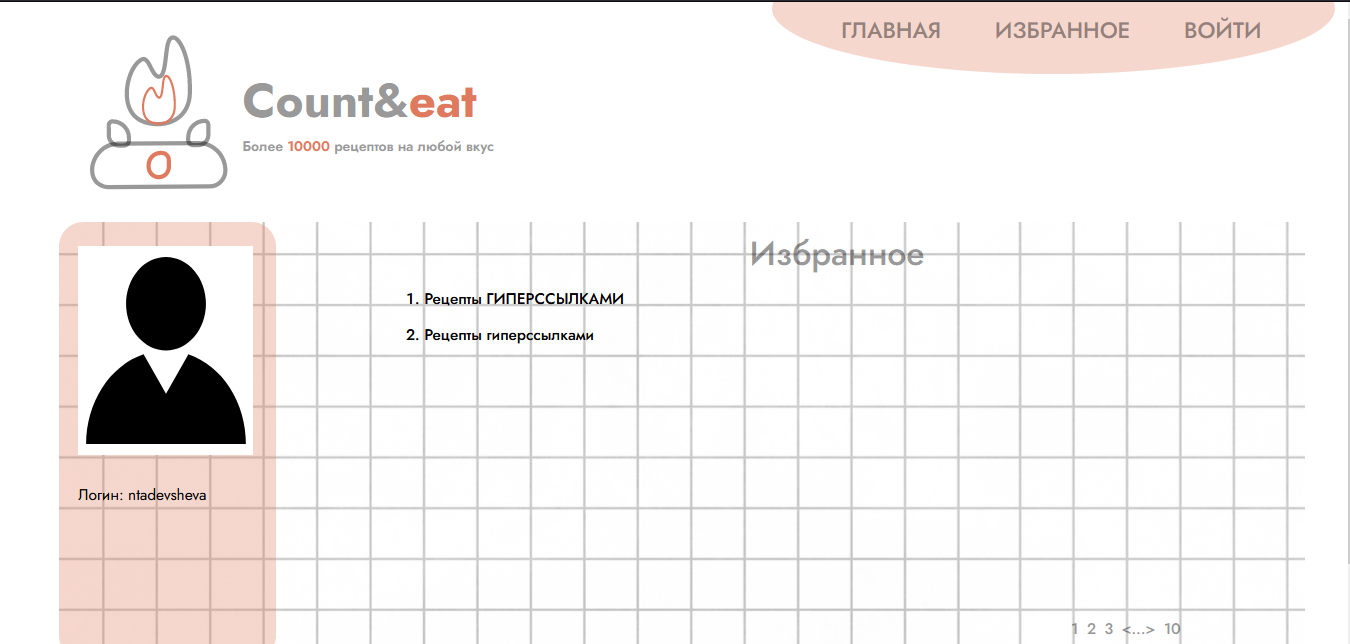 ГЛАВНАЯ ИЗБРАННОЕ ВОЙТИ
Count&eat
Более 10000 рецептов на любой вкус
Избранное
1. Рецепты ГИПЕРССЫЛКАМИ
2. Рецепты гиперссылками
Логин: ntadevsheva
1 2 3 <...> 10